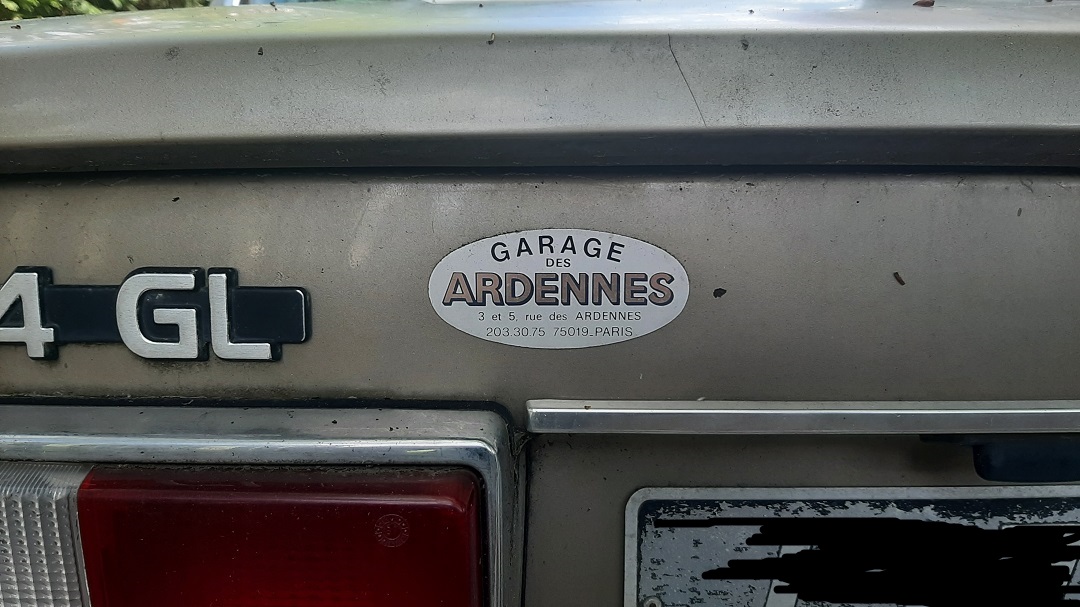 4 GL
GARAGE
DES
ARDENNES
3 et 5, rue des ARDENNES
203.30.75 75019_PARIS